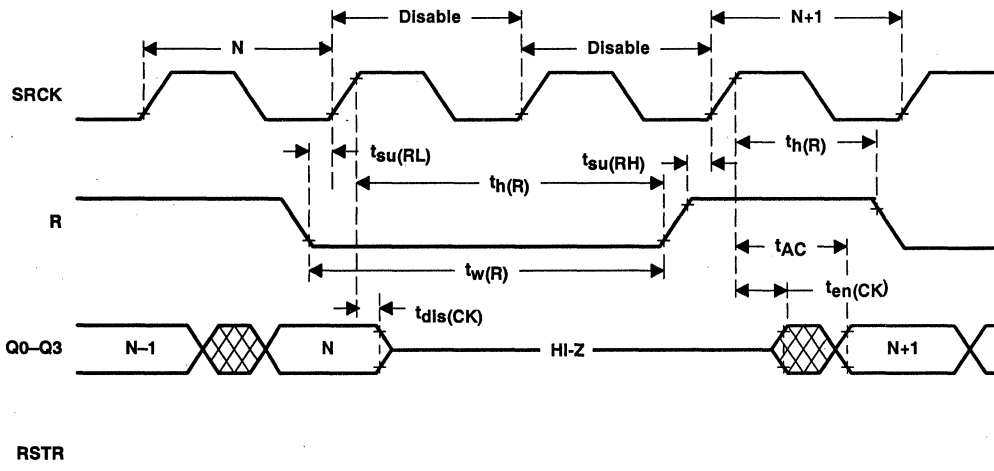 Disable
N+1
N
Disable
SRCK
tsu(RL)
tsu(RH)
th(R)
th(R)
R
tAC
tw(R)
ten(CK)
tdis(CK)
Q0–Q3
N–1
N
HI-Z
N+1
RSTR